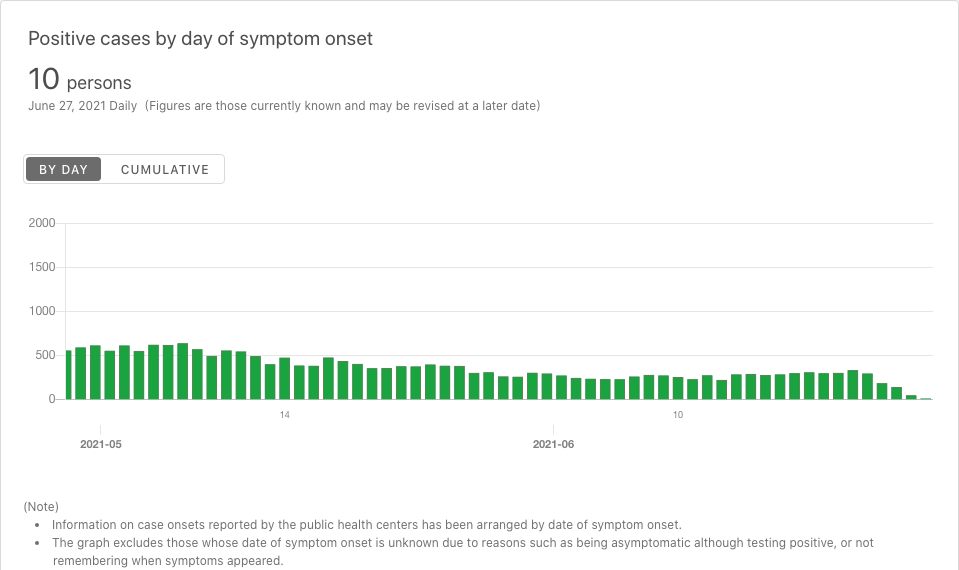 Positive cases by day of symptom onset
10 persons
June 27, 2021 Daily (Figures are those currently known and may be revised at a later date)
BY DAY CUMULATIVE
2000
1500
1000
500
0
14 10
2021-05 2021-06
(Note)
• Information on case onsets reported by the public health centers has been arranged by date of symptom onset.
• The graph excludes those whose date of symptom onset is unknown due to reasons such as being asymptomatic although testing positive, or not
remembering when symptoms appeared.